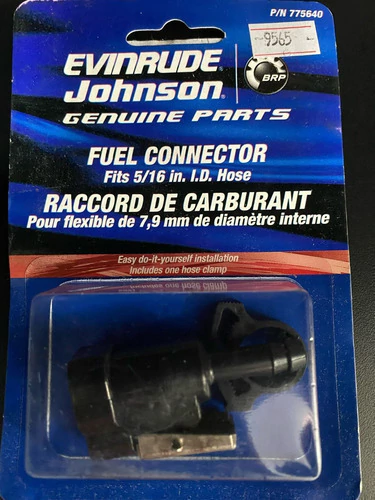 P/N 775640
9565
EVINRUDE
Johnson
GENUINE PARTS
BRP
FUEL CONNECTOR
Fits 5/16 in. I.D. Hose
RACCORD DE CARBURANT
Pour flexible de 7,9 mm de diamètre interne
Easy do-it-yourself installation
Includes one hose clamp